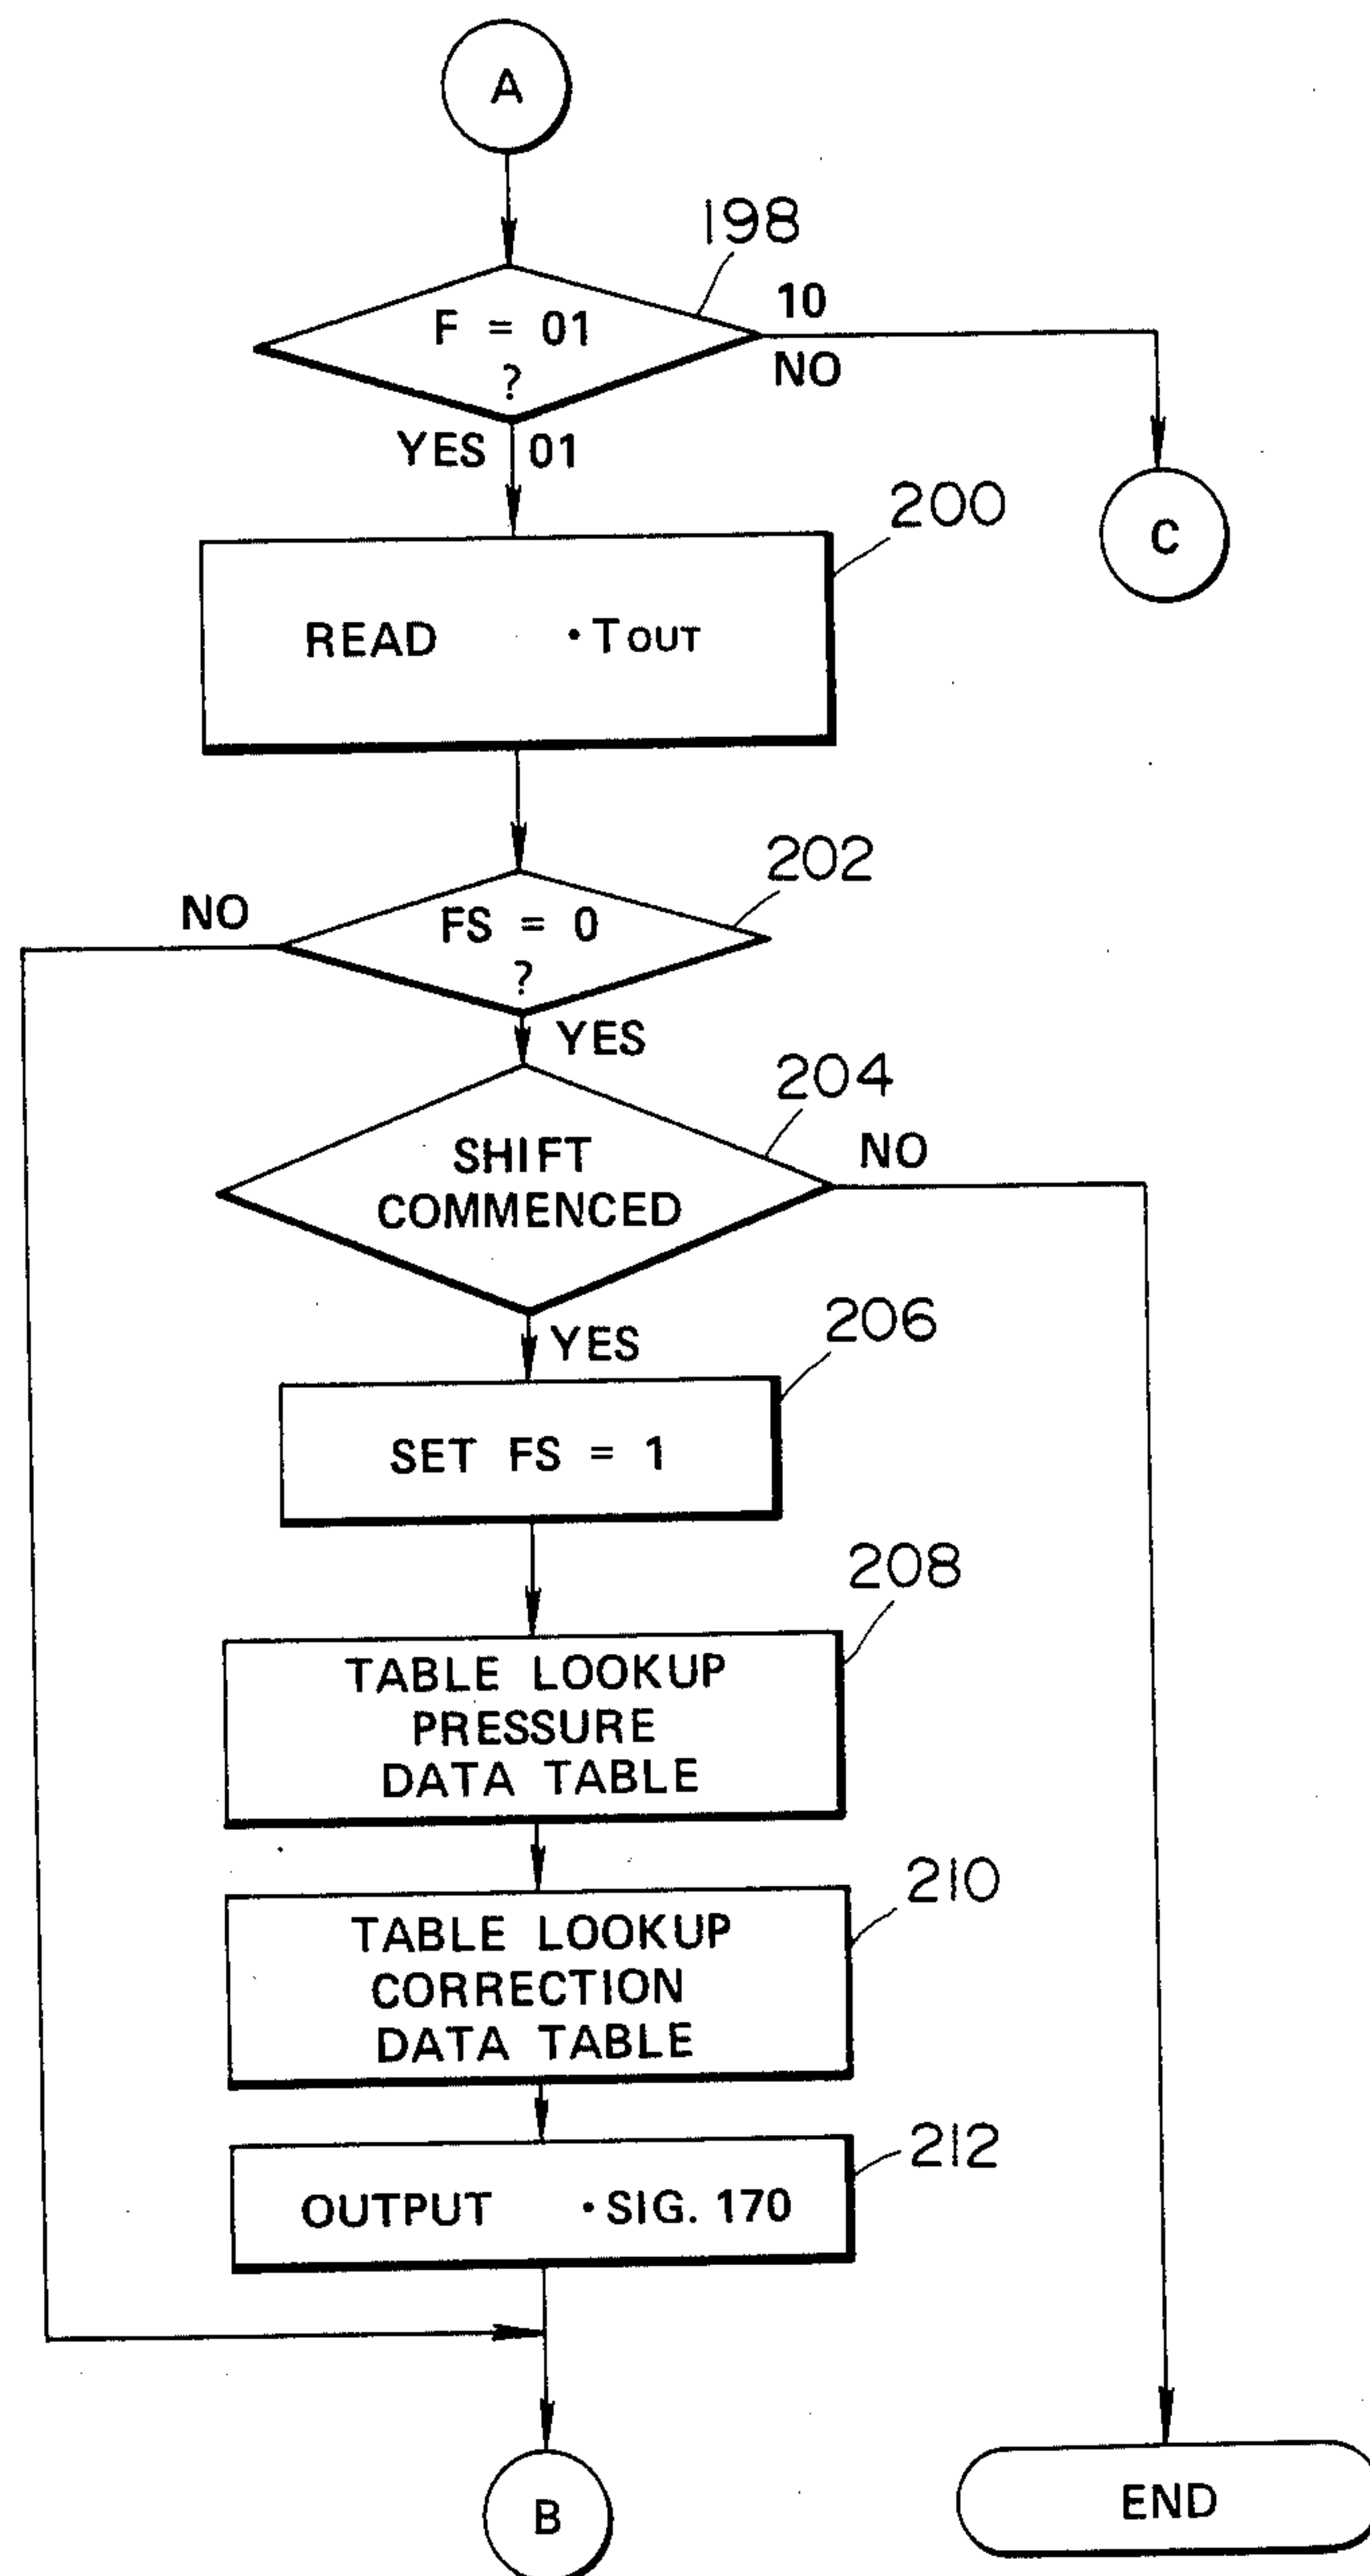 A
198
F = 01
?
10
NO
YES 01
200
READ •TOUT
C
202
NO
FS = 0
?
YES
204
SHIFT
COMMENCED
NO
YES
206
SET FS = 1
208
TABLE LOOKUP
PRESSURE
DATA TABLE
210
TABLE LOOKUP
CORRECTION
DATA TABLE
212
OUTPUT •SIG. 170
B
END